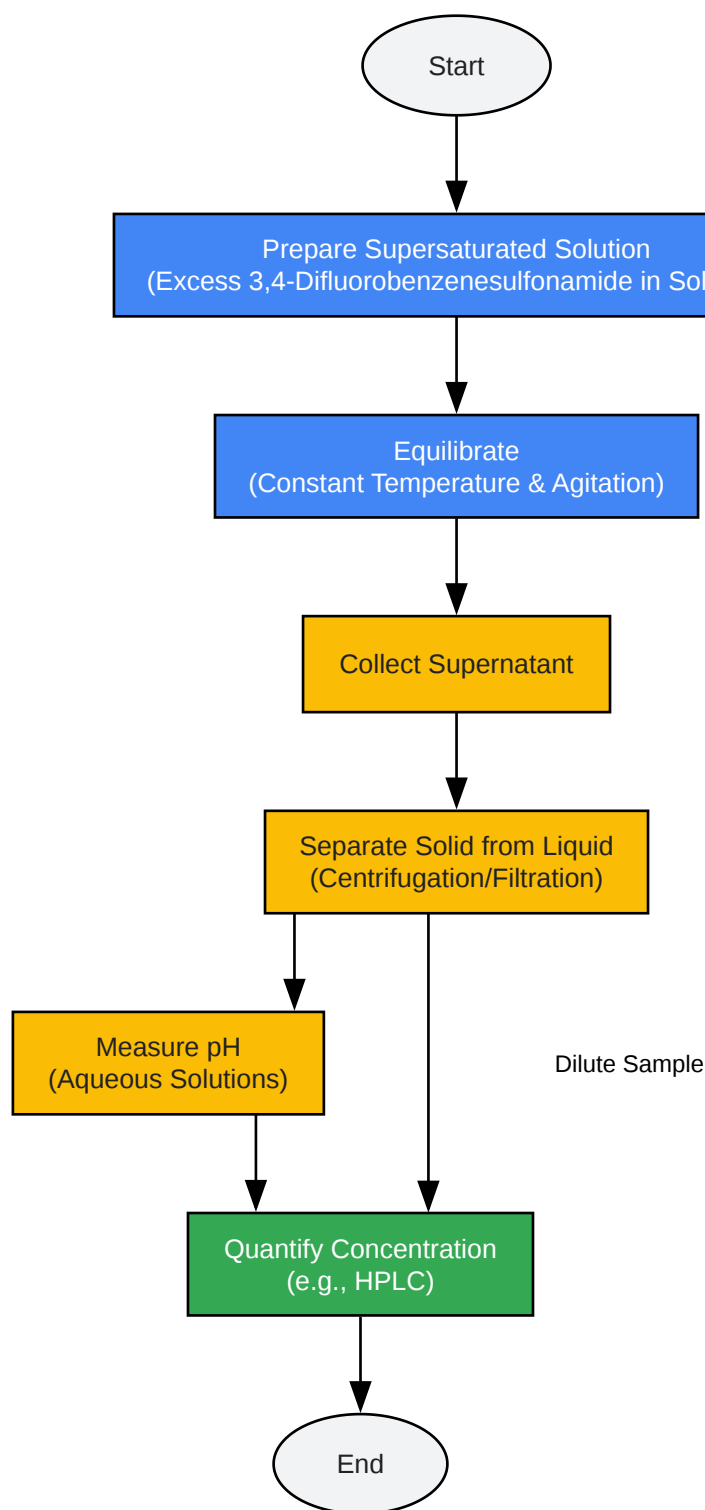 Start
Prepare Supersaturated Solution
(Excess 3,4-Difluorobenzenesulfonamide in Sol
Equilibrate
(Constant Temperature & Agitation)
Collect Supernatant
Separate Solid from Liquid
(Centrifugation/Filtration)
Measure pH
(Aqueous Solutions)
Dilute Sample
Quantify Concentration
(e.g., HPLC)
End